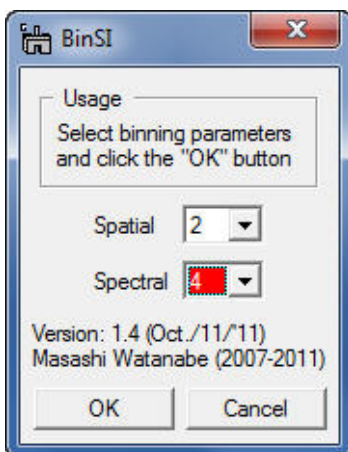 BinSI
Usage
Select binning parameters
and click the "OK" button
Spatial 2
Spectral 4
Version: 1.4 (Oct./11/'11)
Masashi Watanabe (2007-2011)
OK Cancel